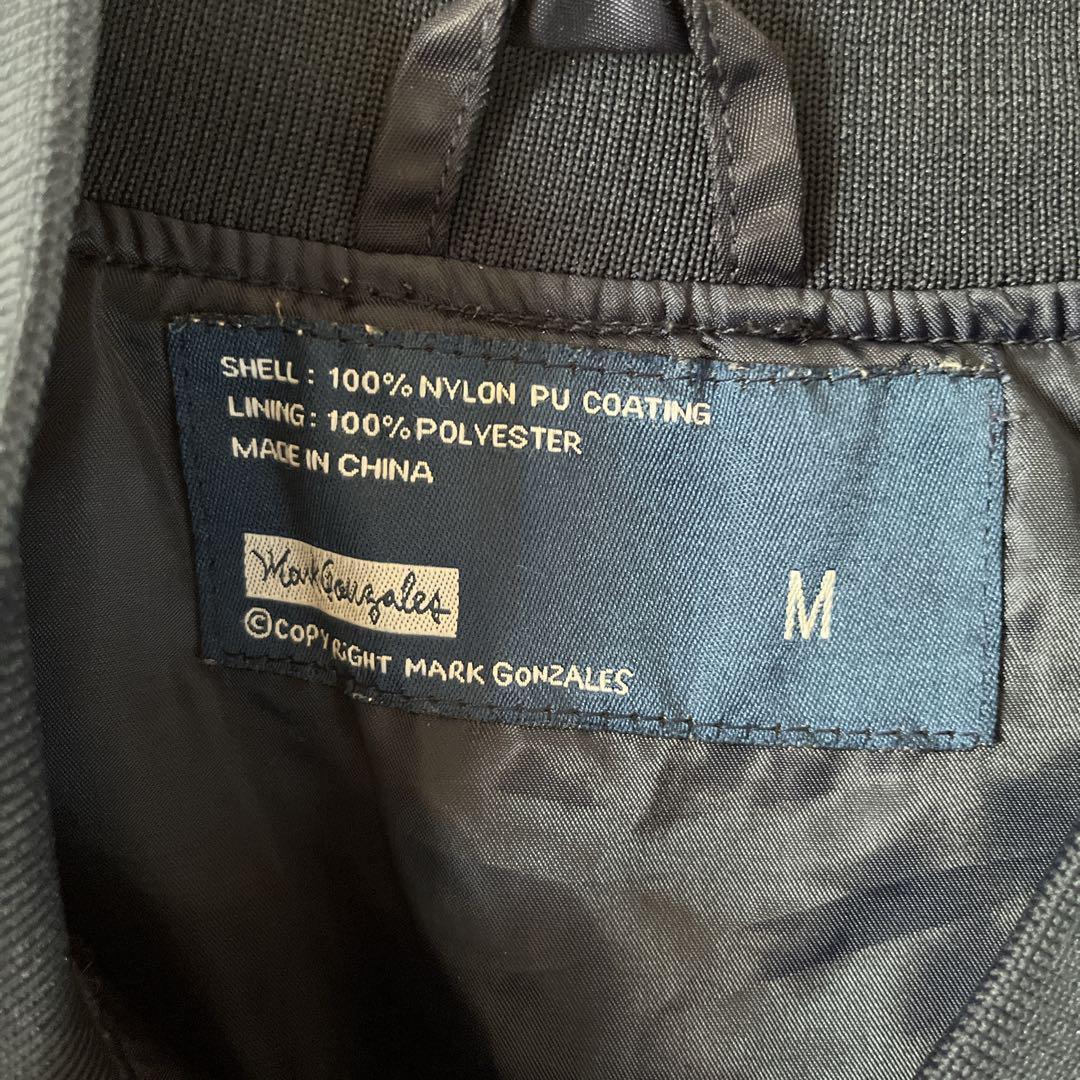 SHELL : 100% NYLON PU COATING
LINING : 100% POLYESTER
MADE IN CHINA
Mark Gonzales
©COPYRIGHT MARK GONZALES
M